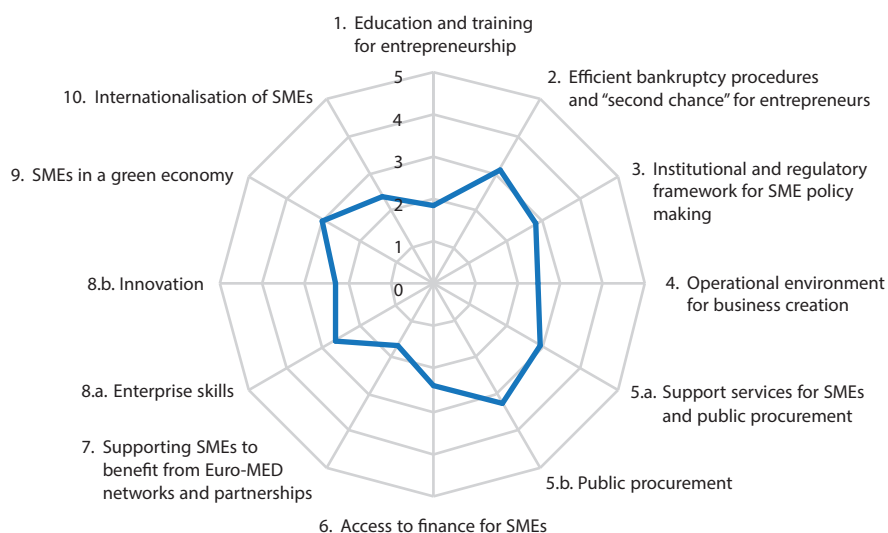 1. Education and training
for entrepreneurship
2. Efficient bankruptcy procedures
and “second chance” for entrepreneurs
3. Institutional and regulatory
framework for SME policy
making
4. Operational environment
for business creation
5.a. Support services for SMEs
and public procurement
5.b. Public procurement
6. Access to finance for SMEs
7. Supporting SMEs to
benefit from Euro-MED
networks and partnerships
8.a. Enterprise skills
8.b. Innovation
9. SMEs in a green economy
10. Internationalisation of SMEs
5
4
3
2
1
0